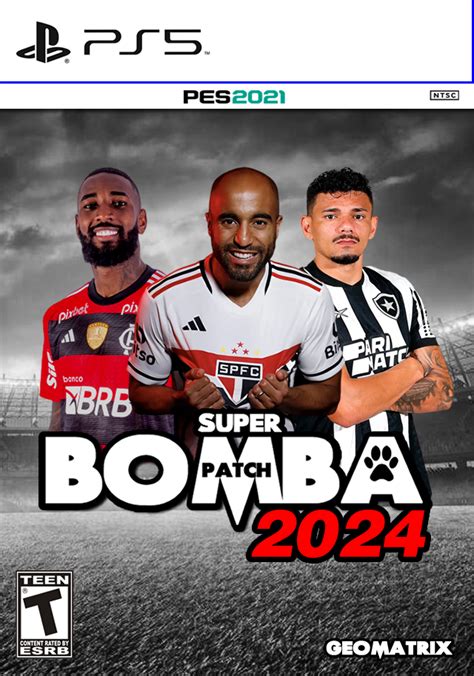 PS5
PES2021
NTSC
pixbet
pixbet
banco
BRB
SPFC
PARI
MATCH
SUPER
BOMBA
PATCH
2024
TEEN
T
CONTENT RATED BY
ESRB
GEOMATRIX